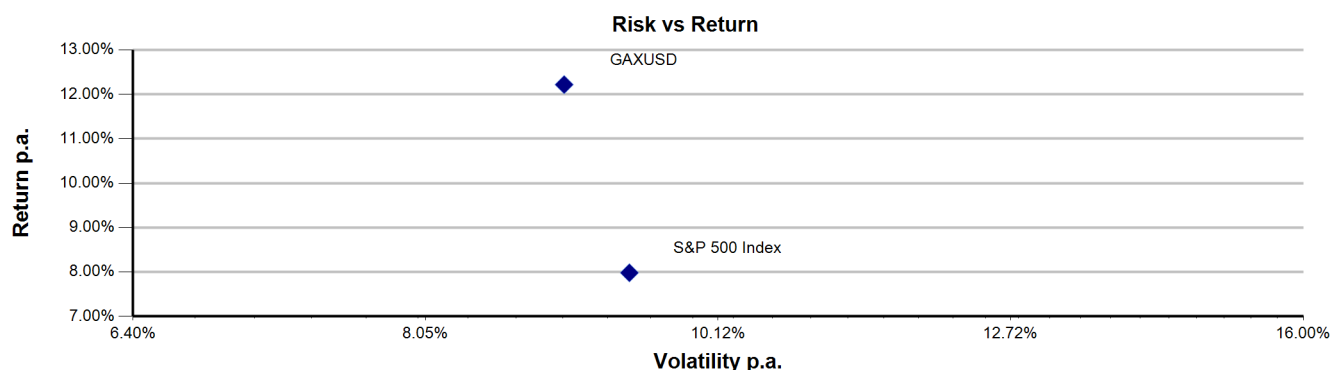 Risk vs Return
13.00%
GAXUSD
12.00%
11.00%
Return p.a.
10.00%
9.00%
S&P 500 Index
8.00%
7.00%
6.40% 8.05% 10.12% 12.72% 16.00%
Volatility p.a.